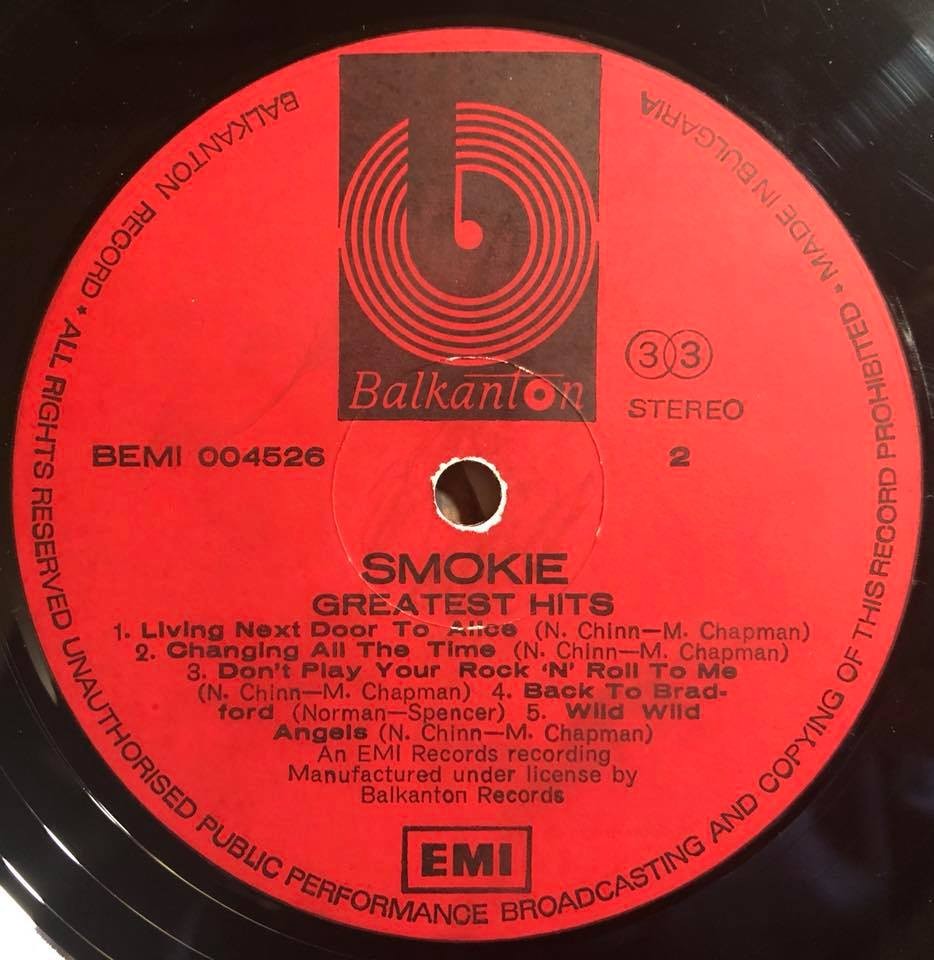 Balkanton
33
STEREO
BEMI 004526
2
SMOKIE
GREATEST HITS
1. Living Next Door To Alice (N. Chinn—M. Chapman)
2. Changing All The Time (N. Chinn—M. Chapman)
3. Don't Play Your Rock 'N' Roll To Me
(N. Chinn—M. Chapman) 4. Back To Brad-
ford (Norman—Spencer) 5. Wild Wild
Angels (N. Chinn—M. Chapman)
An EMI Records recording
Manufactured under license by
Balkanton Records
EMI
BALKANTON RECORD • ALL RIGHTS RESERVED UNAUTHORISED PUBLIC PERFORMANCE BROADCASTING AND COPYING OF THIS RECORD PROHIBITED • MADE IN BULGARIA